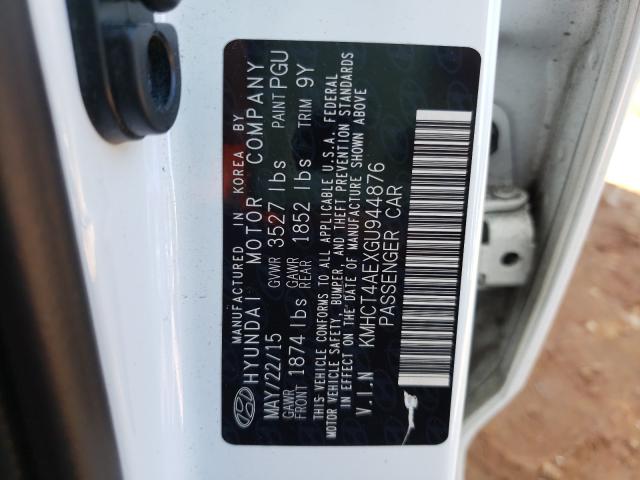 MANUFACTURED IN KOREA BY
HYUNDAI MOTOR COMPANY
MAY/22/15 GVWR 3527 lbs PAINT PGU
GAWR FRONT 1874 lbs GAWR REAR 1852 lbs TRIM 9Y
THIS VEHICLE CONFORMS TO ALL APPLICABLE U.S.A. FEDERAL
MOTOR VEHICLE SAFETY, BUMPER, AND THEFT PREVENTION STANDARDS
IN EFFECT ON THE DATE OF MANUFACTURE SHOWN ABOVE
V.I.N KMHCT4AEXGU944876
PASSENGER CAR